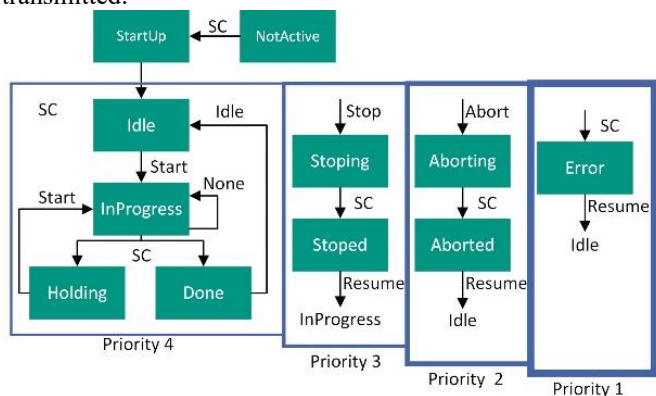 transmitted.
StartUp
SC
NotActive
SC
Idle
Idle
Start
None
Start
InProgress
SC
Holding
Done
Priority 4
Stop
Stoping
SC
Stoped
Resume
InProgress
Priority 3
Abort
Aborting
SC
Aborted
Resume
Idle
Priority 2
SC
Error
Resume
Idle
Priority 1